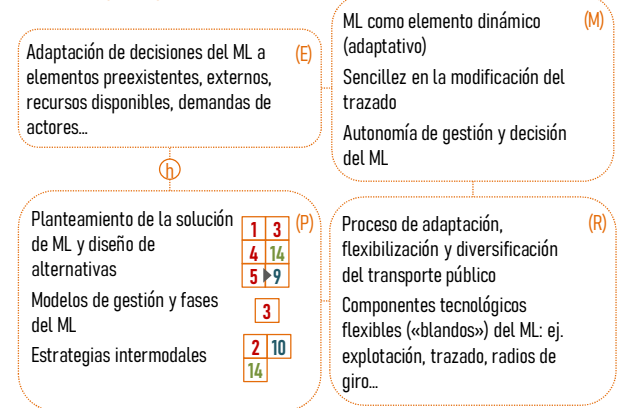 Adaptación de decisiones del ML a (E)
elementos preexistentes, externos,
recursos disponibles, demandas de
actores...
ML como elemento dinámico (M)
(adaptativo)
Sencillez en la modificación del
trazado
Autonomía de gestión y decisión
del ML
h
Planteamiento de la solución (P)
de ML y diseño de
alternativas
1 3
4 14
5 9
Modelos de gestión y fases
del ML
3
Estrategias intermodales
2 10
14
Proceso de adaptación, (R)
flexibilización y diversificación
del transporte público
Componentes tecnológicos
flexibles («blandos») del ML: ej.
explotación, trazado, radios de
giro...